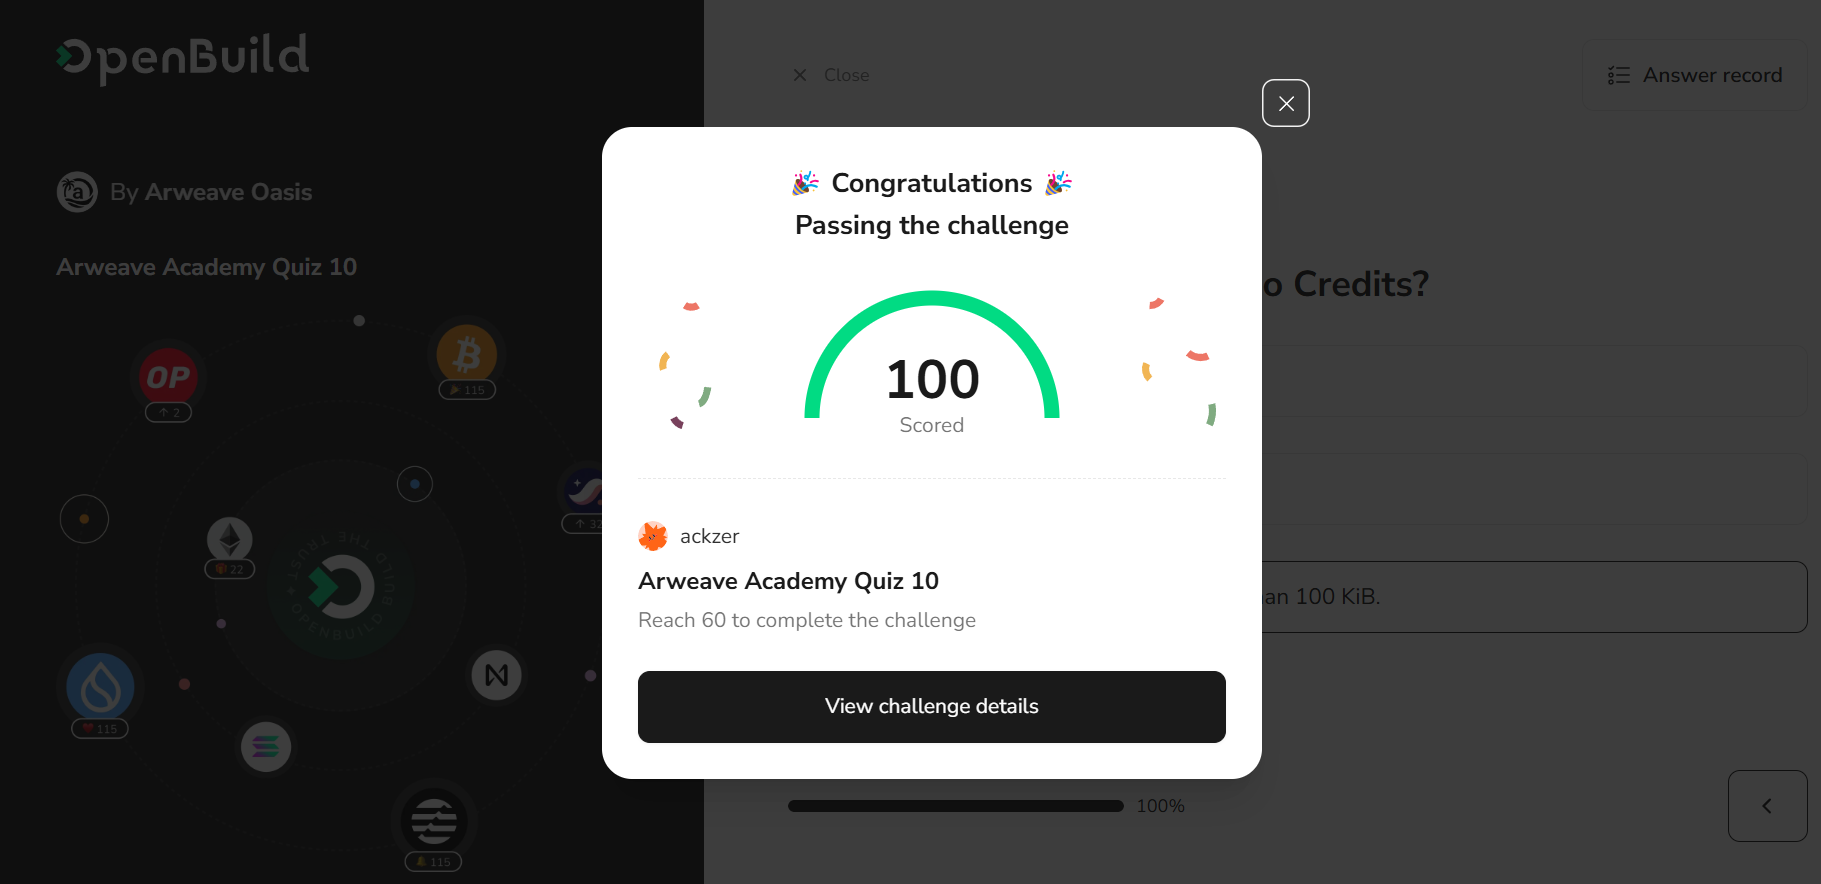 OpenBuild
Close
Answer record
By Arweave Oasis
Arweave Academy Quiz 10
🎉 Congratulations 🎉
Passing the challenge
o Credits?
100
Scored
OP
2
115
32
22
BUILD THE TRUST
OPENBUILD
115
115
ackzer
Arweave Academy Quiz 10
Reach 60 to complete the challenge
an 100 KiB.
View challenge details
100%